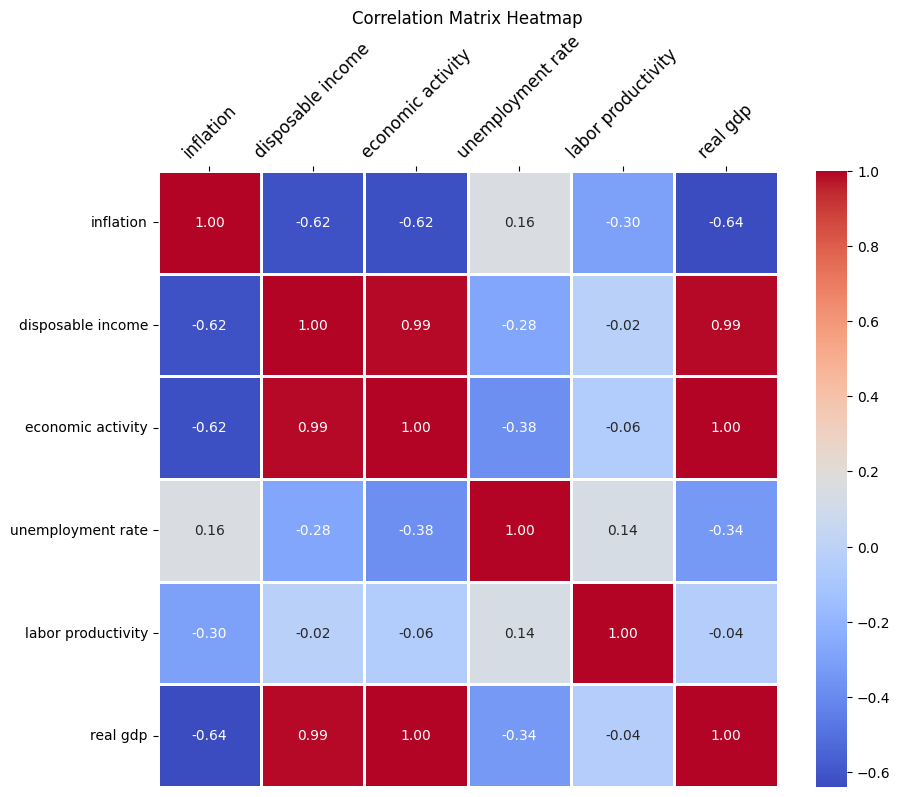 Correlation Matrix Heatmap
inflation
disposable income
economic activity
unemployment rate
labor productivity
real gdp
inflation 1.00 -0.62 -0.62 0.16 -0.30 -0.64
disposable income -0.62 1.00 0.99 -0.28 -0.02 0.99
economic activity -0.62 0.99 1.00 -0.38 -0.06 1.00
unemployment rate 0.16 -0.28 -0.38 1.00 0.14 -0.34
labor productivity -0.30 -0.02 -0.06 0.14 1.00 -0.04
real gdp -0.64 0.99 1.00 -0.34 -0.04 1.00
1.0
0.8
0.6
0.4
0.2
0.0
−0.2
−0.4
−0.6